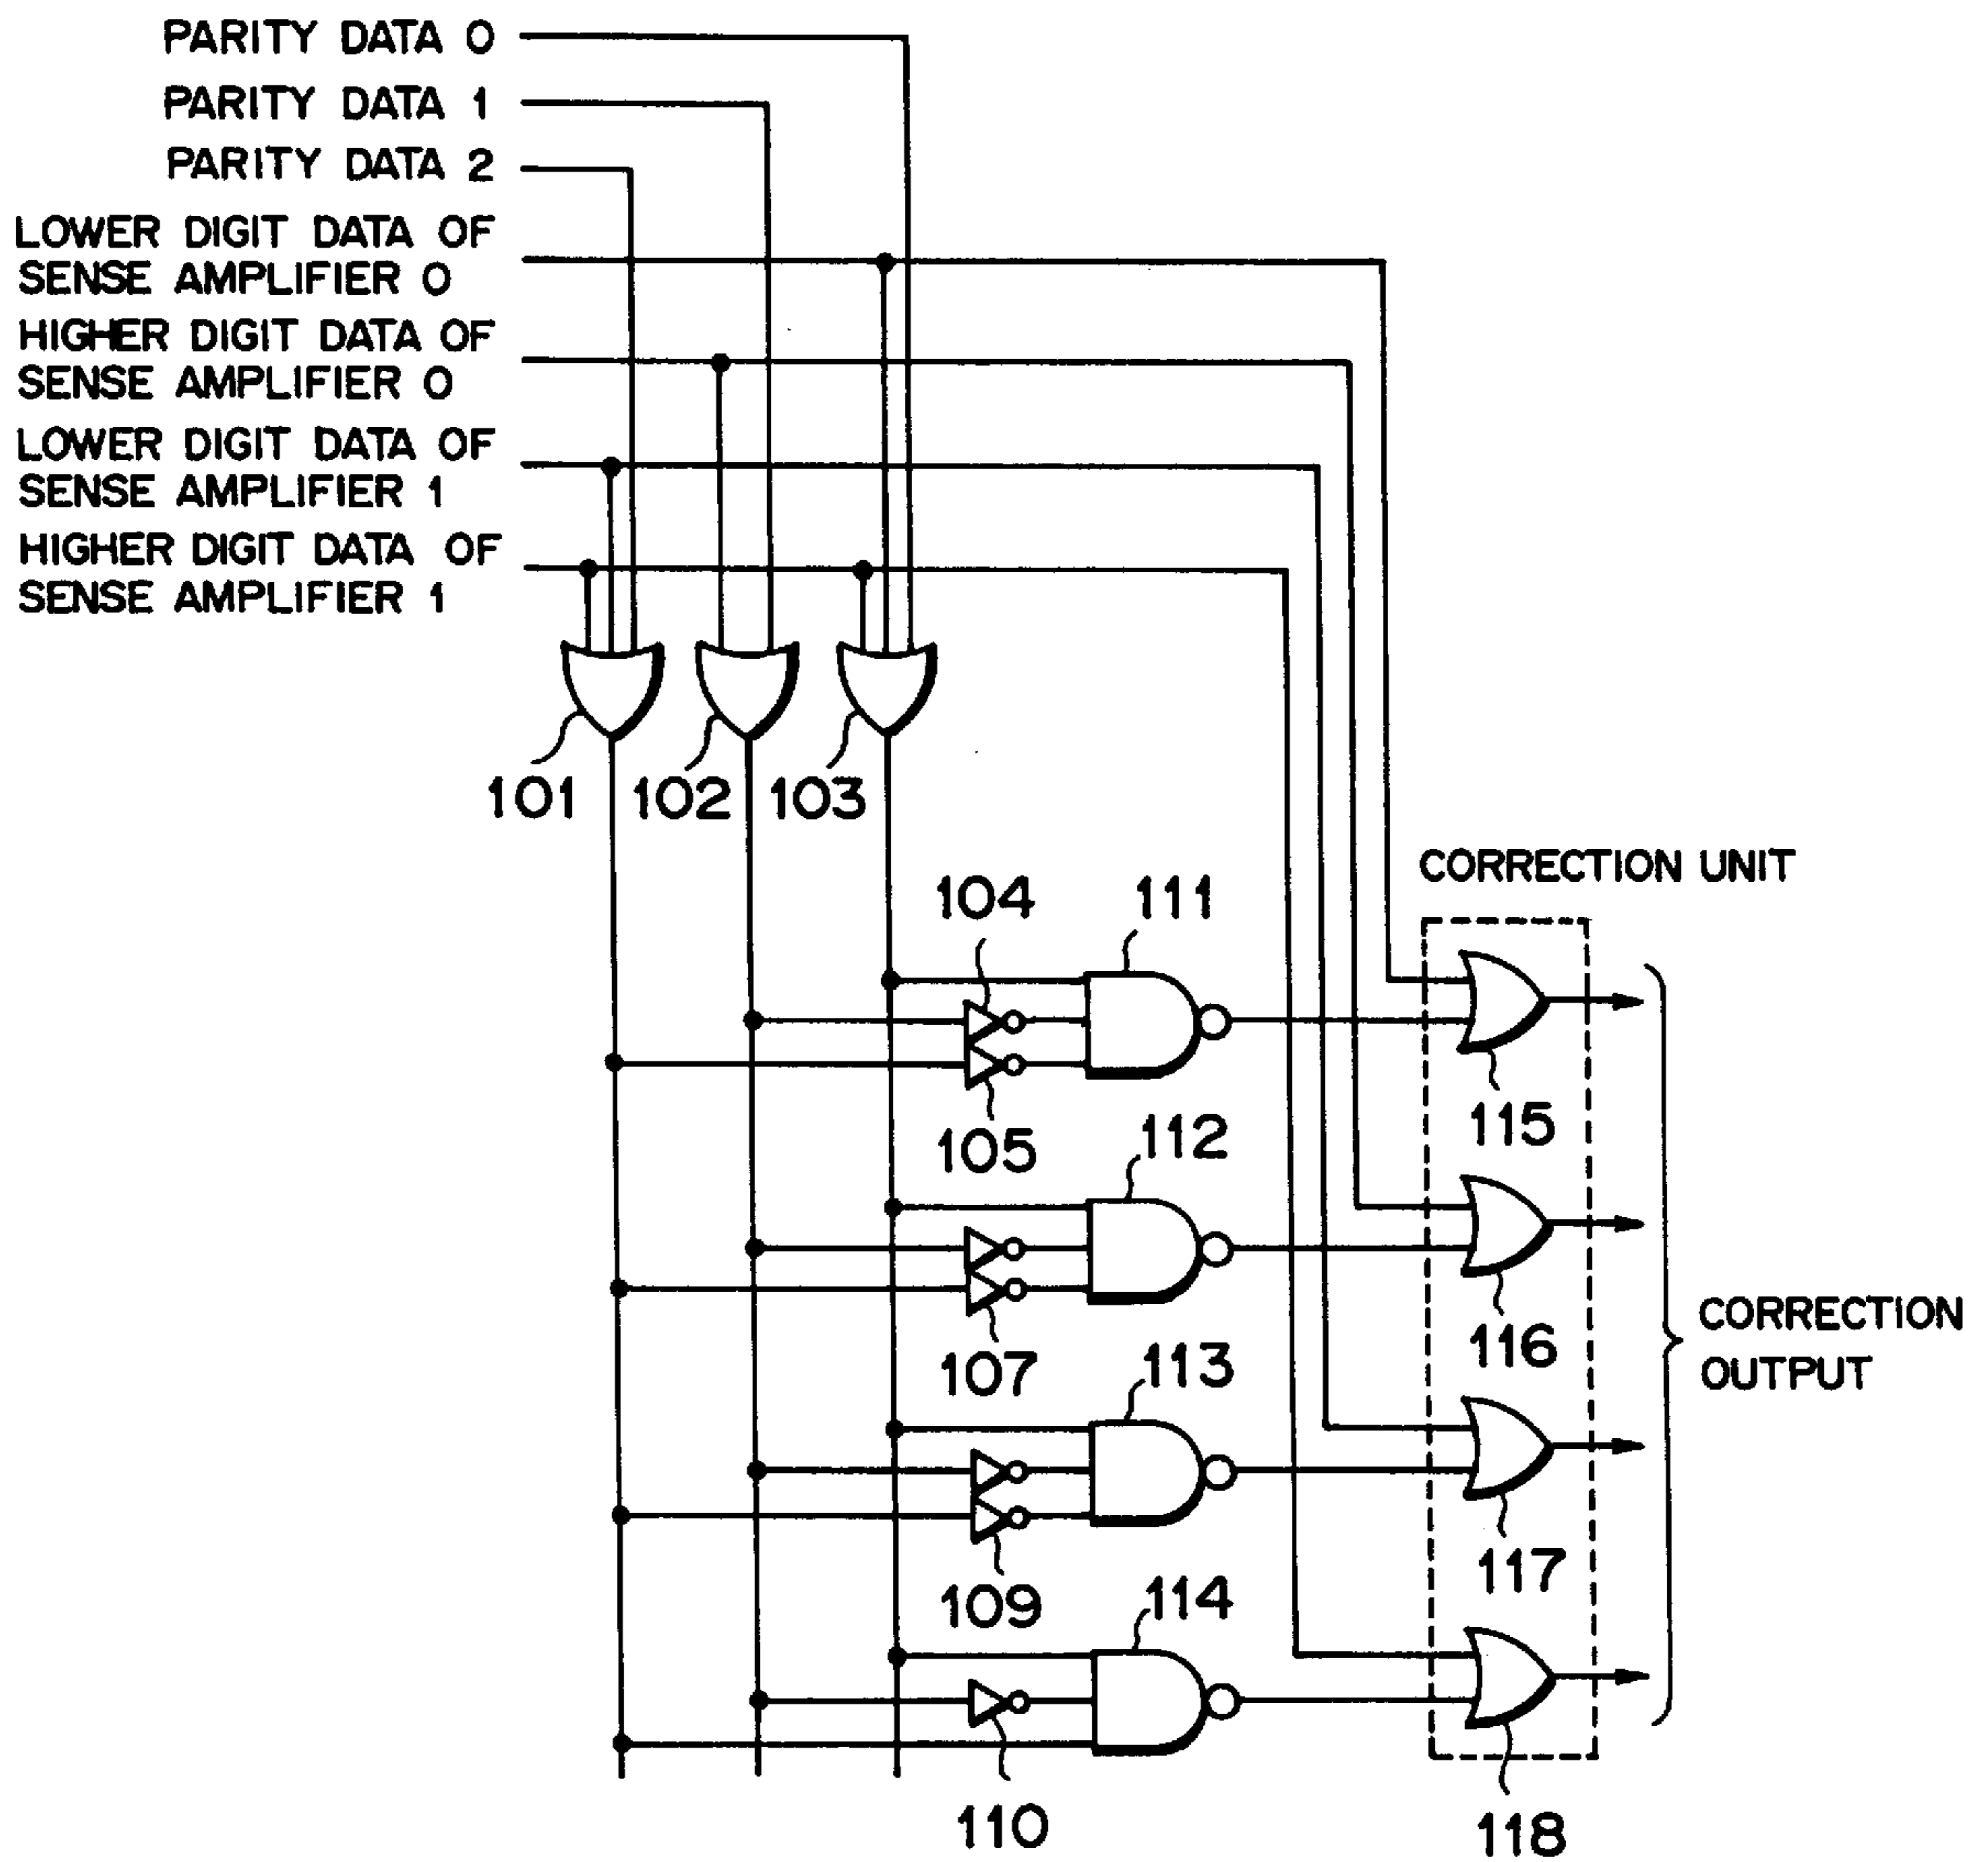 PARITY DATA 0
PARITY DATA 1
PARITY DATA 2
LOWER DIGIT DATA OF
SENSE AMPLIFIER 0
HIGHER DIGIT DATA OF
SENSE AMPLIFIER 0
LOWER DIGIT DATA OF
SENSE AMPLIFIER 1
HIGHER DIGIT DATA OF
SENSE AMPLIFIER 1
101
102
103
CORRECTION UNIT
104
111
105
115
112
107
116
CORRECTION
OUTPUT
113
109
117
114
110
118